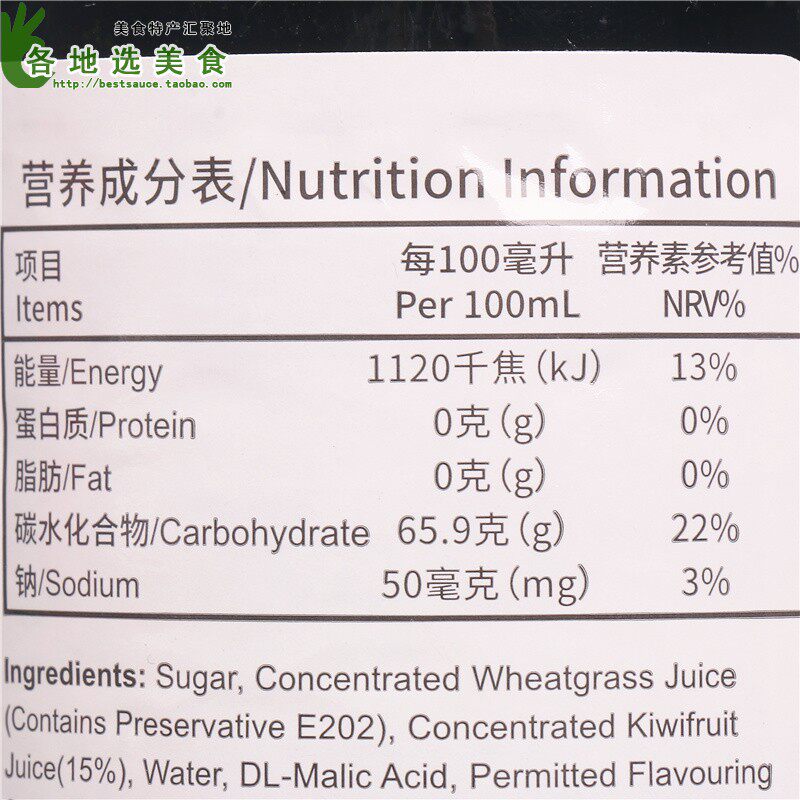 美食特产汇聚地
各地选美食
http://bestsauce.taobao.com/
营养成分表/Nutrition Information
项目 每100毫升 营养素参考值%
Items Per 100mL NRV%
能量/Energy 1120千焦(kJ) 13%
蛋白质/Protein 0克(g) 0%
脂肪/Fat 0克(g) 0%
碳水化合物/Carbohydrate 65.9克(g) 22%
钠/Sodium 50毫克(mg) 3%
Ingredients: Sugar, Concentrated Wheatgrass Juice
(Contains Preservative E202), Concentrated Kiwifruit
Juice(15%), Water, DL-Malic Acid, Permitted Flavouring